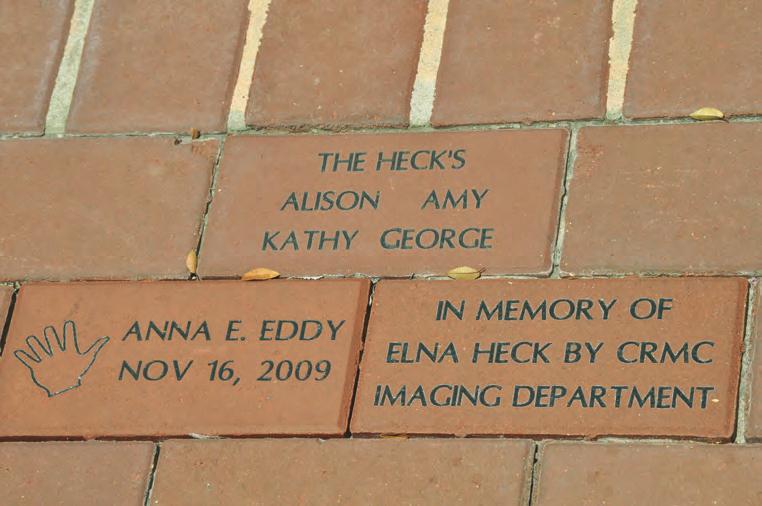 THE HECK'S
ALISON AMY
KATHY GEORGE
ANNA E. EDDY
NOV 16, 2009
IN MEMORY OF
ELNA HECK BY CRMC
IMAGING DEPARTMENT